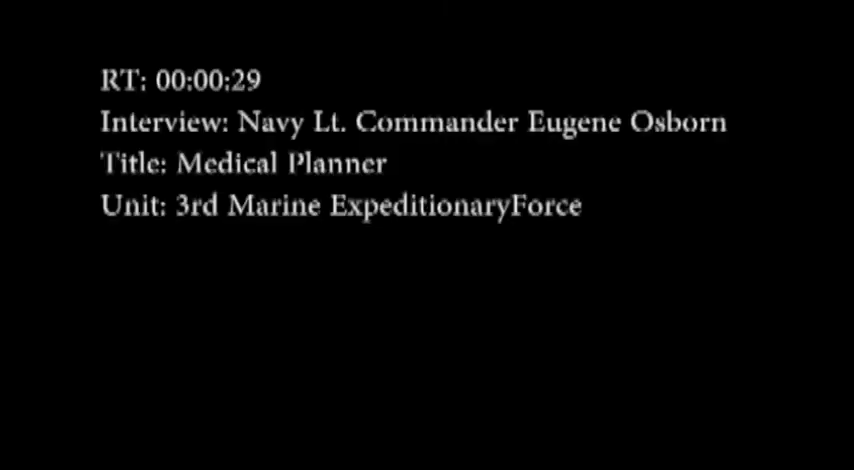 RT: 00:00:29
Interview: Navy Lt. Commander Eugene Osborn
Title: Medical Planner
Unit: 3rd Marine ExpeditionaryForce